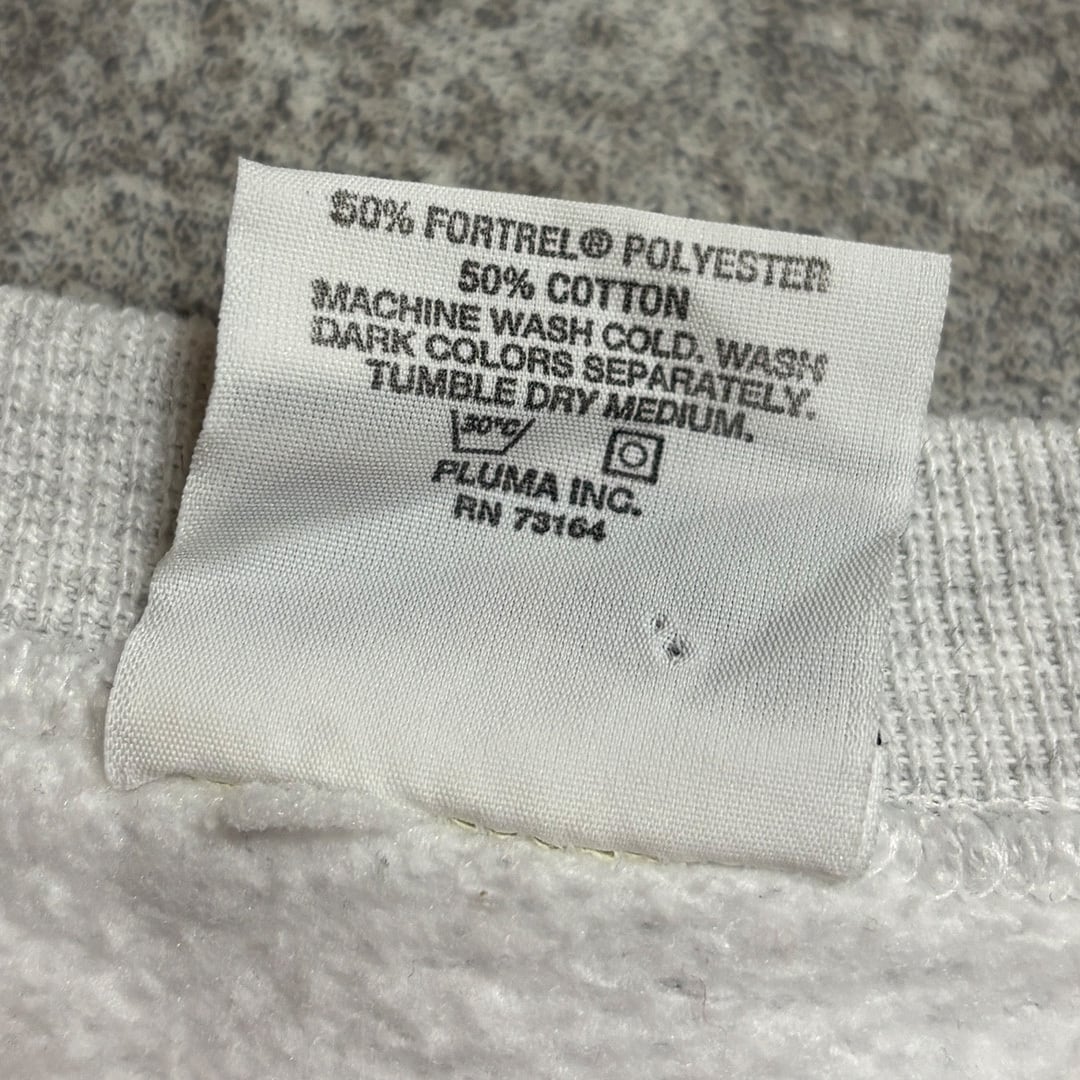 50% FORTREL® POLYESTER
50% COTTON
MACHINE WASH COLD. WASH
DARK COLORS SEPARATELY.
TUMBLE DRY MEDIUM.
30°C
PLUMA INC.
RN 73164